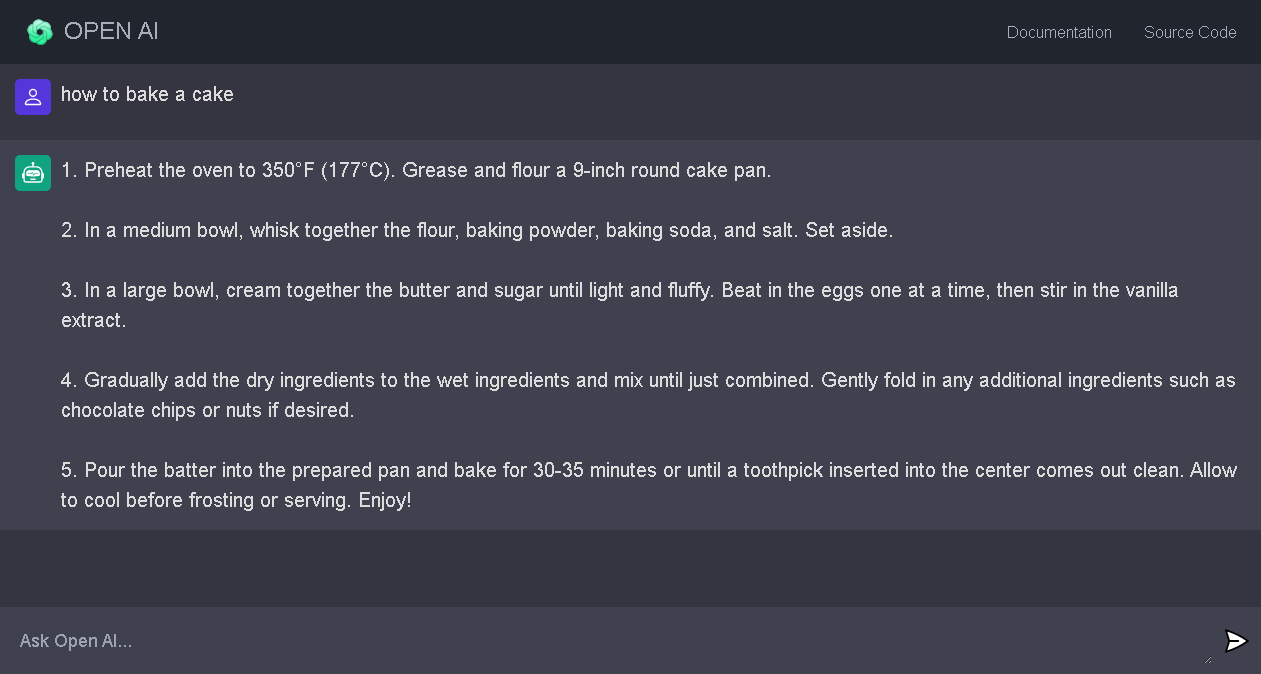 OPEN AI
Documentation
Source Code
how to bake a cake
1. Preheat the oven to 350°F (177°C). Grease and flour a 9-inch round cake pan.
2. In a medium bowl, whisk together the flour, baking powder, baking soda, and salt. Set aside.
3. In a large bowl, cream together the butter and sugar until light and fluffy. Beat in the eggs one at a time, then stir in the vanilla
extract.
4. Gradually add the dry ingredients to the wet ingredients and mix until just combined. Gently fold in any additional ingredients such as
chocolate chips or nuts if desired.
5. Pour the batter into the prepared pan and bake for 30-35 minutes or until a toothpick inserted into the center comes out clean. Allow
to cool before frosting or serving. Enjoy!
Ask Open AI...